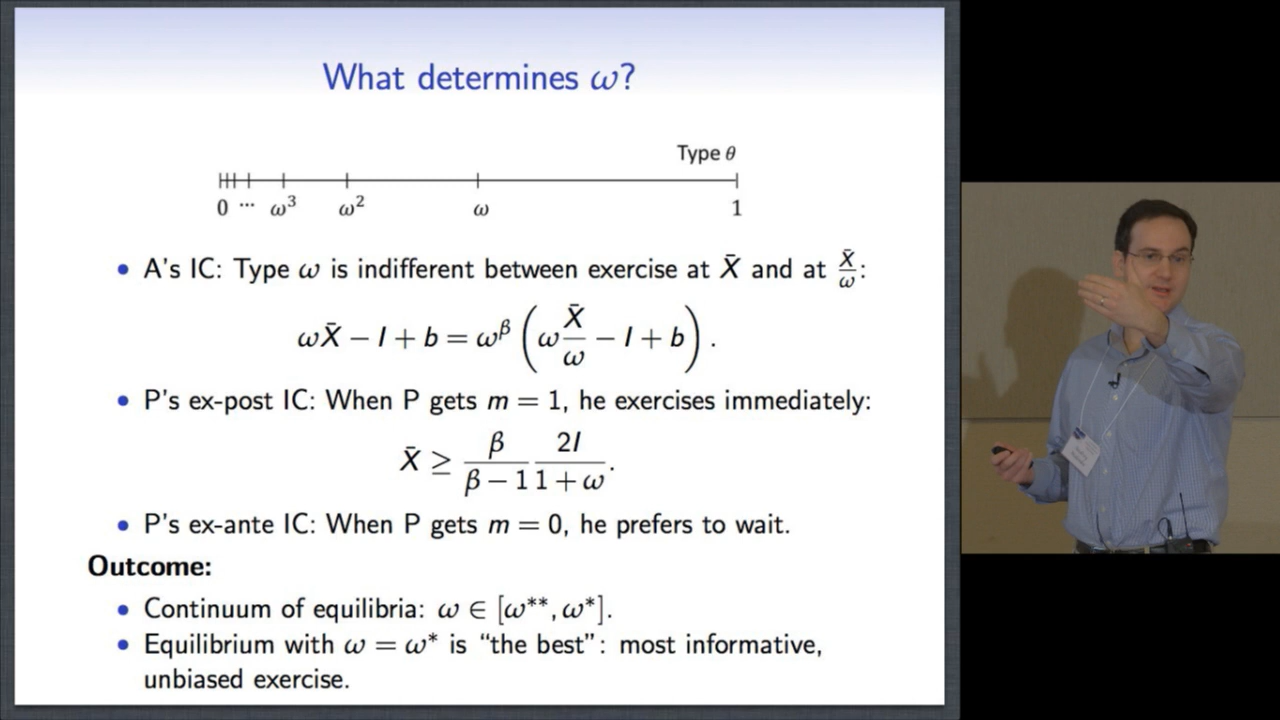 What determines ω?
Type θ
0 ... ω³ ω² ω 1
• A's IC: Type ω is indifferent between exercise at X̄ and at X̄/ω:
ωX̄ − I + b = ω^β (ω X̄/ω − I + b).
• P's ex-post IC: When P gets m = 1, he exercises immediately:
X̄ ≥ β/(β − 1) 2I/(1 + ω).
• P's ex-ante IC: When P gets m = 0, he prefers to wait.
Outcome:
• Continuum of equilibria: ω ∈ [ω**, ω*].
• Equilibrium with ω = ω* is “the best”: most informative,
unbiased exercise.